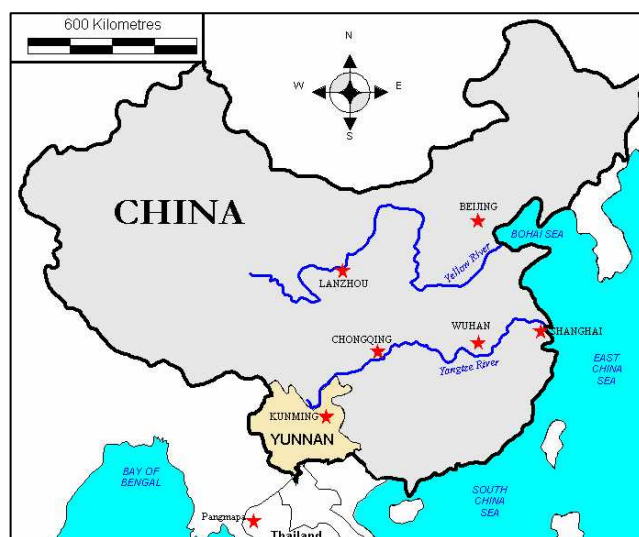 600 Kilometres
N
W
E
S
CHINA
BEIJING
BOHAI SEA
Yellow River
LANZHOU
CHONGQING
WUHAN
SHANGHAI
Yangtze River
EAST
CHINA
SEA
KUNMING
YUNNAN
BAY OF
BENGAL
SOUTH
CHINA
SEA
Pangmapa
Thailand